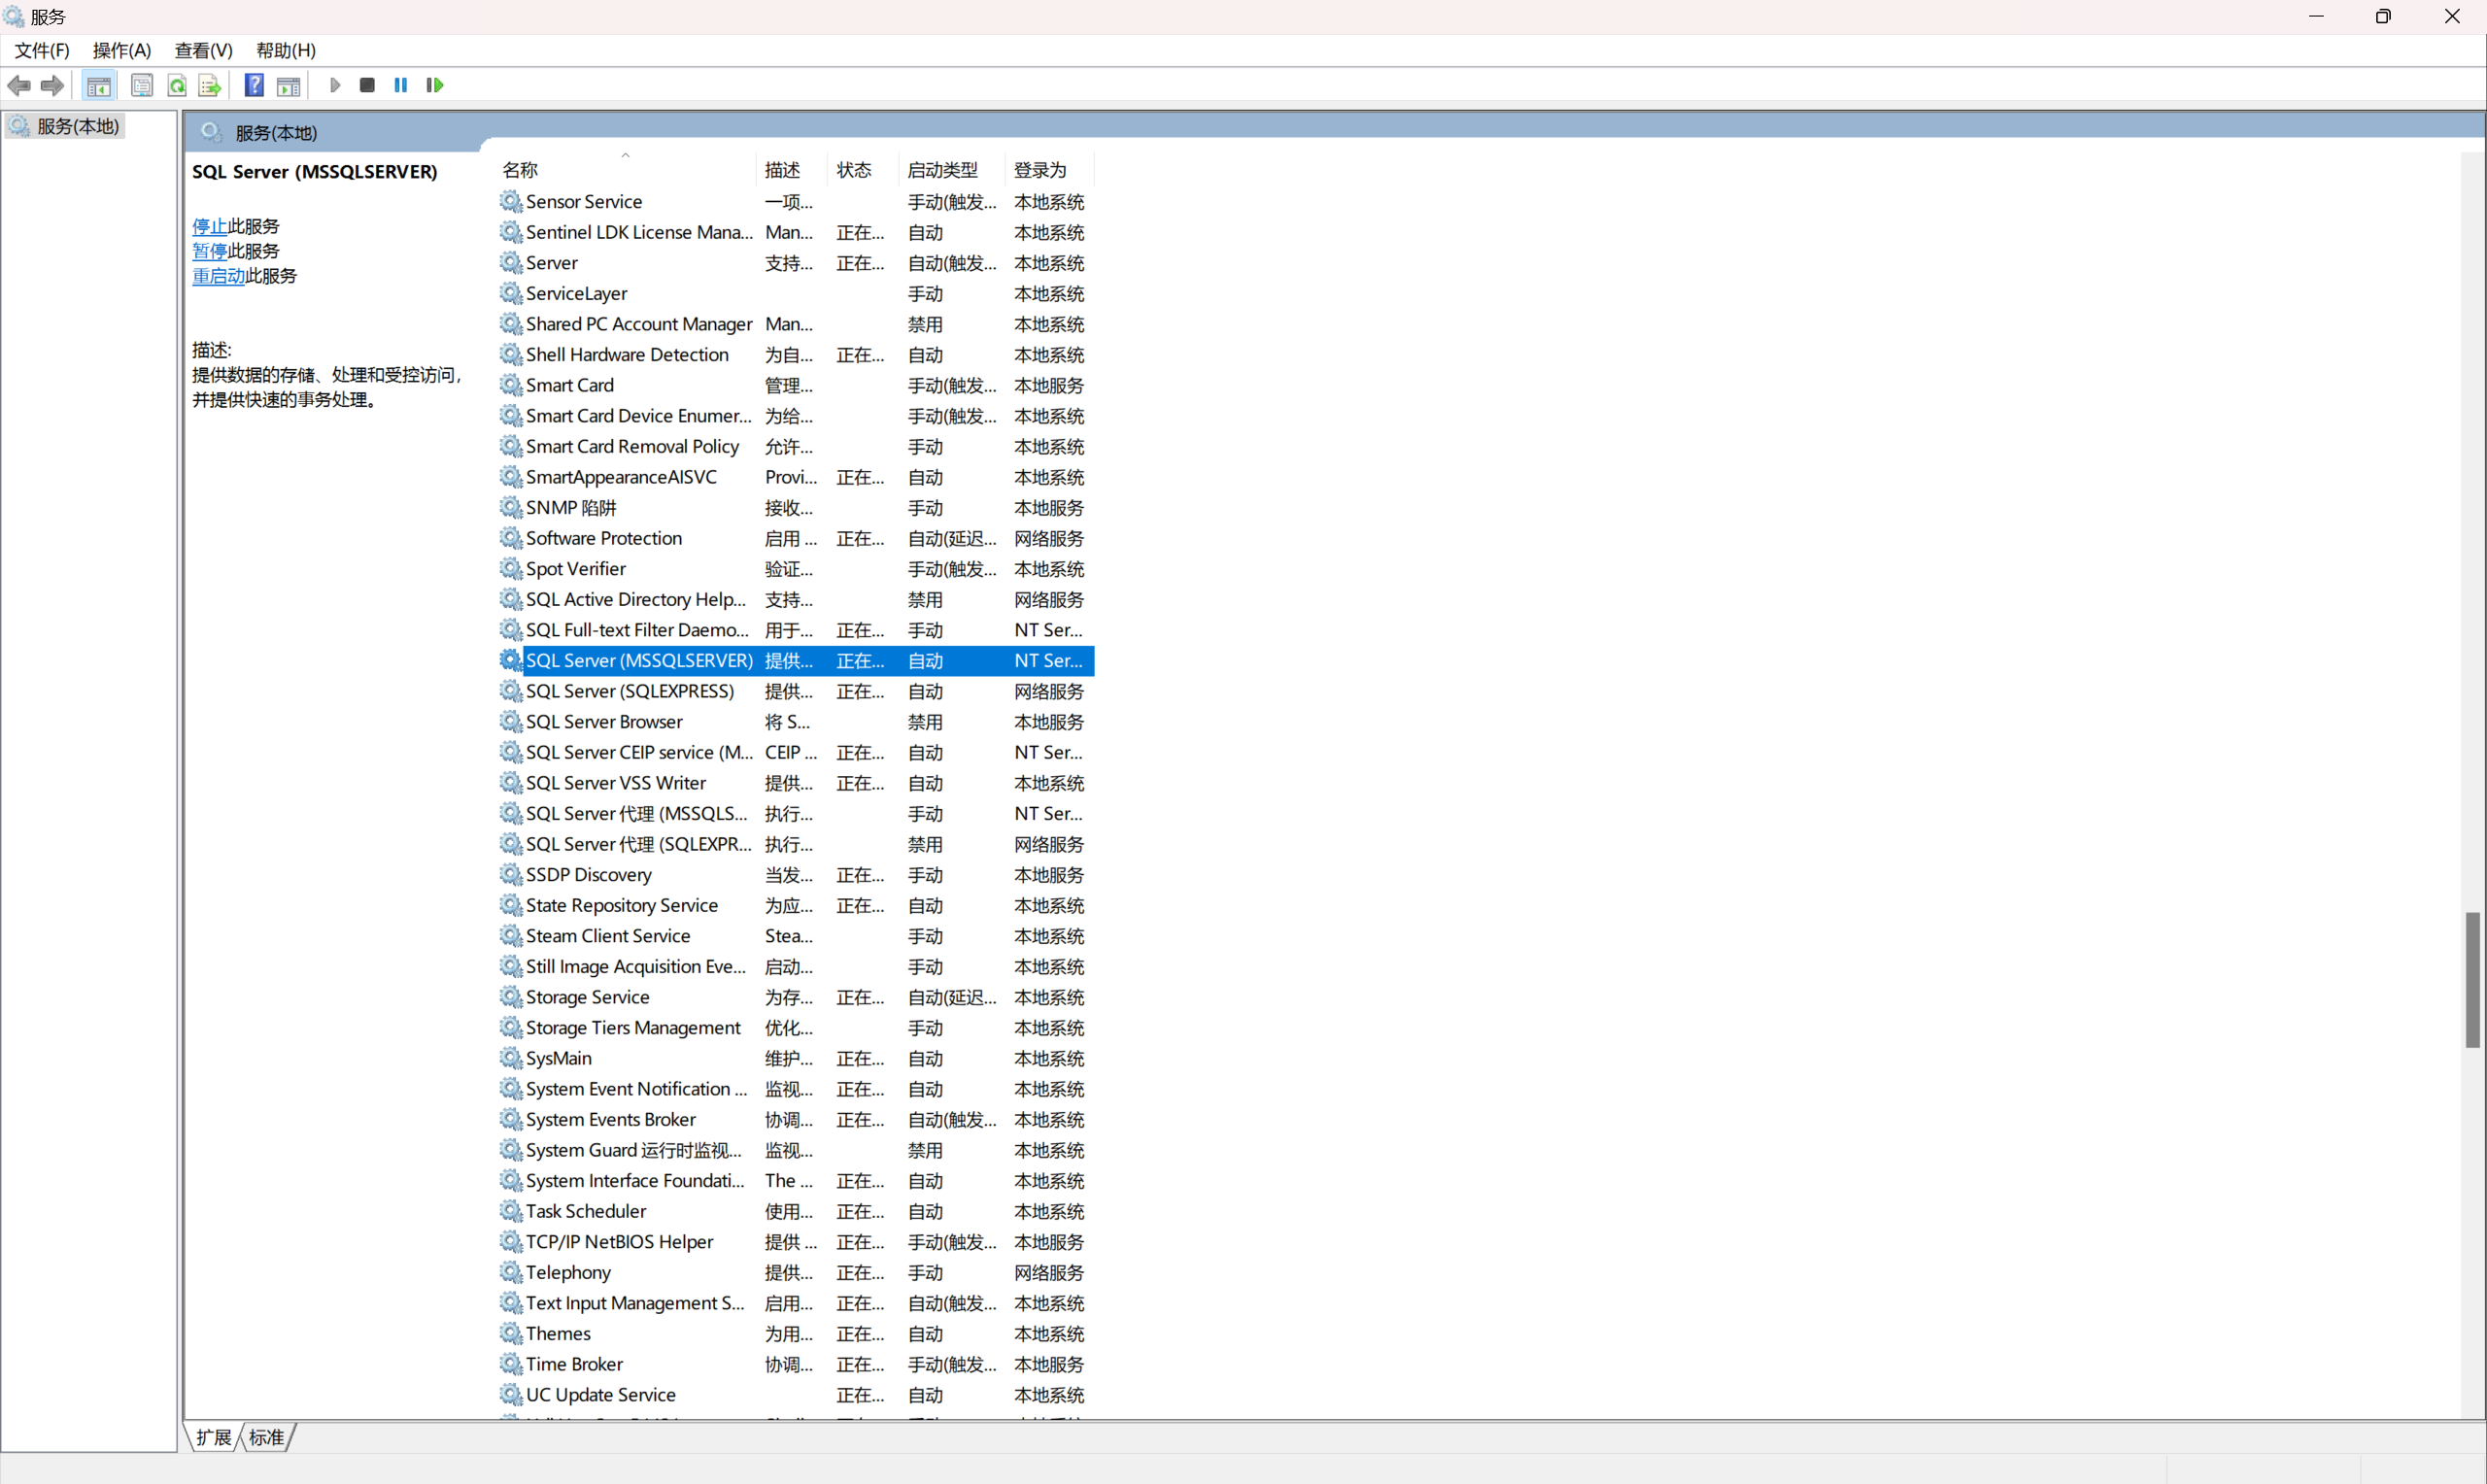 服务
文件(F) 操作(A) 查看(V) 帮助(H)
服务(本地)
服务(本地)
SQL Server (MSSQLSERVER)
停止此服务
暂停此服务
重启动此服务
描述:
提供数据的存储、处理和受控访问，
并提供快速的事务处理。
名称 描述 状态 启动类型 登录为
Sensor Service 一项... 手动(触发... 本地系统
Sentinel LDK License Mana... Man... 正在... 自动 本地系统
Server 支持... 正在... 自动(触发... 本地系统
ServiceLayer 手动 本地系统
Shared PC Account Manager Man... 禁用 本地系统
Shell Hardware Detection 为自... 正在... 自动 本地系统
Smart Card 管理... 手动(触发... 本地服务
Smart Card Device Enumer... 为给... 手动(触发... 本地系统
Smart Card Removal Policy 允许... 手动 本地系统
SmartAppearanceAISVC Provi... 正在... 自动 本地系统
SNMP 陷阱 接收... 手动 本地服务
Software Protection 启用 ... 正在... 自动(延迟... 网络服务
Spot Verifier 验证... 手动(触发... 本地系统
SQL Active Directory Help... 支持... 禁用 网络服务
SQL Full-text Filter Daemo... 用于... 正在... 手动 NT Ser...
SQL Server (MSSQLSERVER) 提供... 正在... 自动 NT Ser...
SQL Server (SQLEXPRESS) 提供... 正在... 自动 网络服务
SQL Server Browser 将 S... 禁用 本地服务
SQL Server CEIP service (M... CEIP ... 正在... 自动 NT Ser...
SQL Server VSS Writer 提供... 正在... 自动 本地系统
SQL Server 代理 (MSSQLS... 执行... 手动 NT Ser...
SQL Server 代理 (SQLEXPR... 执行... 禁用 网络服务
SSDP Discovery 当发... 正在... 手动 本地服务
State Repository Service 为应... 正在... 自动 本地系统
Steam Client Service Stea... 手动 本地系统
Still Image Acquisition Eve... 启动... 手动 本地系统
Storage Service 为存... 正在... 自动(延迟... 本地系统
Storage Tiers Management 优化... 手动 本地系统
SysMain 维护... 正在... 自动 本地系统
System Event Notification ... 监视... 正在... 自动 本地系统
System Events Broker 协调... 正在... 自动(触发... 本地系统
System Guard 运行时监视... 监视... 禁用 本地系统
System Interface Foundati... The ... 正在... 自动 本地系统
Task Scheduler 使用... 正在... 自动 本地系统
TCP/IP NetBIOS Helper 提供 ... 正在... 手动(触发... 本地服务
Telephony 提供... 正在... 手动 网络服务
Text Input Management S... 启用... 正在... 自动(触发... 本地系统
Themes 为用... 正在... 自动 本地系统
Time Broker 协调... 正在... 手动(触发... 本地服务
UC Update Service 正在... 自动 本地系统
扩展 标准